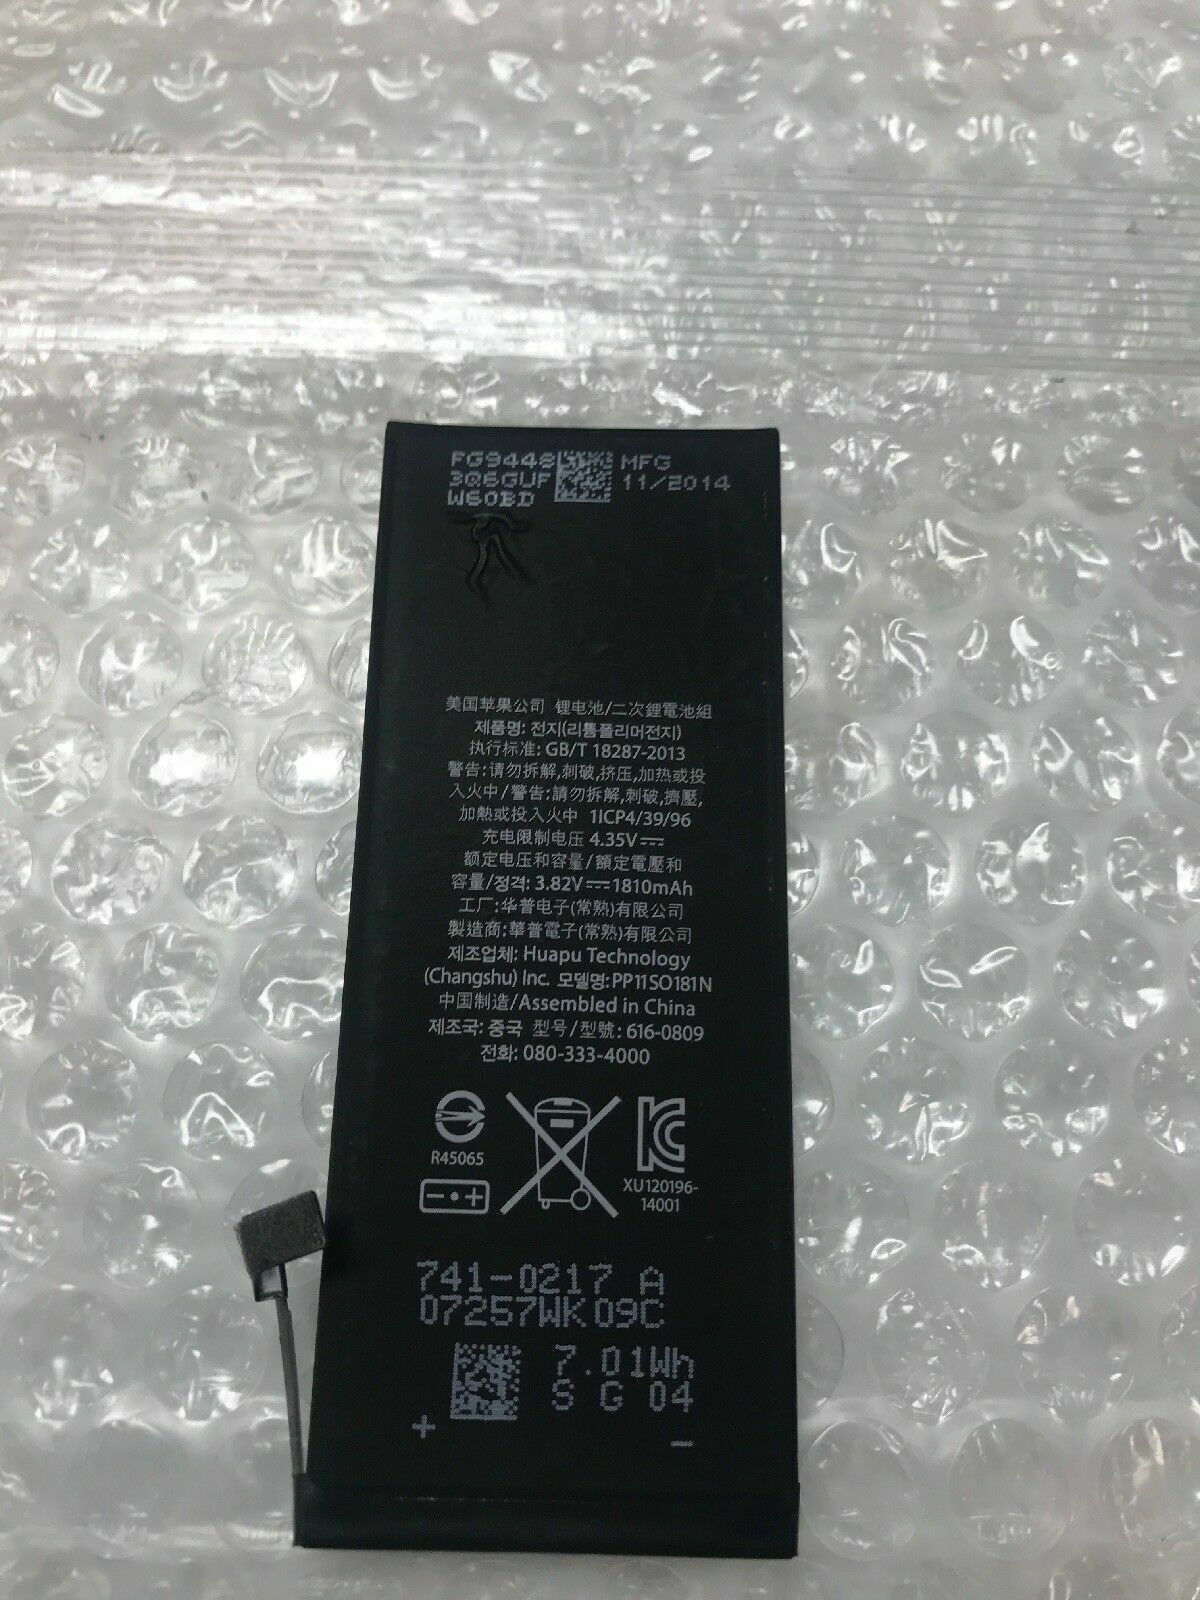 FG9448
3Q6GUF
W60BD
MFG
11/2014
美国苹果公司 锂电池/二次鋰電池組
제품명: 전지(리튬폴리머전지)
执行标准: GB/T 18287-2013
警告:请勿拆解,刺破,挤压,加热或投
入火中/警告:請勿拆解,刺破,擠壓,
加熱或投入火中 1ICP4/39/96
充电限制电压 4.35V⎓
额定电压和容量/額定電壓和
容量/정격: 3.82V⎓1810mAh
工厂:华普电子(常熟)有限公司
製造商:華普電子(常熟)有限公司
제조업체: Huapu Technology
(Changshu) Inc. 모델명:PP11SO181N
中国制造/Assembled in China
제조국: 중국 型号/型號: 616-0809
전화: 080-333-4000
R45065
XU120196-
14001
741-0217 A
07257WK09C
7.01Wh
S G 04
+
−